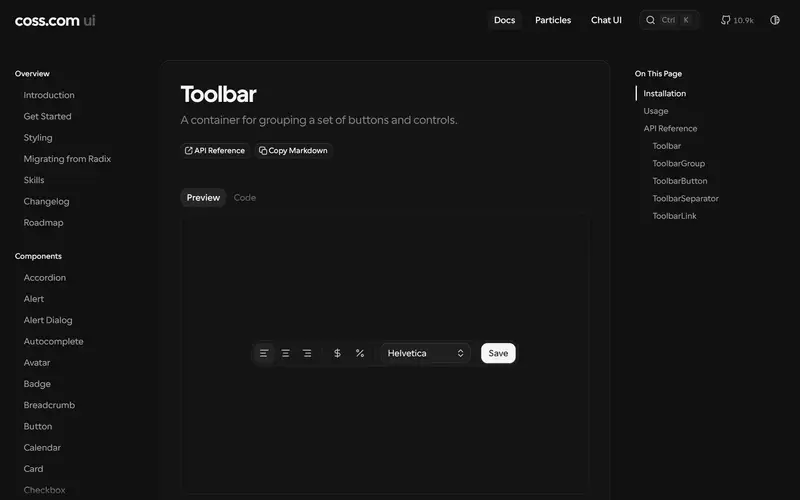 coss.com ui
Docs
Particles
Chat UI
Ctrl K
10.9k
Overview
Introduction
Get Started
Styling
Migrating from Radix
Skills
Changelog
Roadmap
Components
Accordion
Alert
Alert Dialog
Autocomplete
Avatar
Badge
Breadcrumb
Button
Calendar
Card
Checkbox
Toolbar
A container for grouping a set of buttons and controls.
API Reference
Copy Markdown
Preview
Code
$
%
Helvetica
Save
On This Page
Installation
Usage
API Reference
Toolbar
ToolbarGroup
ToolbarButton
ToolbarSeparator
ToolbarLink